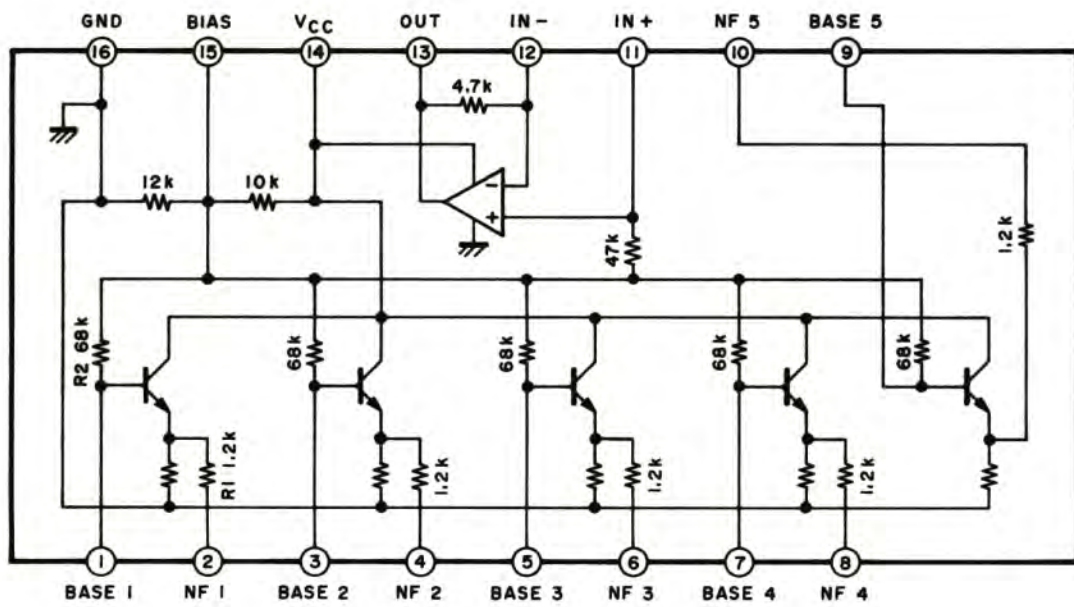 GND BIAS VCC OUT IN- IN+ NF 5 BASE 5
16 15 14 13 12 11 10 9
4.7k
12k 10k
-
+
47k
1.2k
R2 68k 68k 68k 68k 68k
R1 1.2k 1.2k 1.2k 1.2k
1 2 3 4 5 6 7 8
BASE 1 NF 1 BASE 2 NF 2 BASE 3 NF 3 BASE 4 NF 4